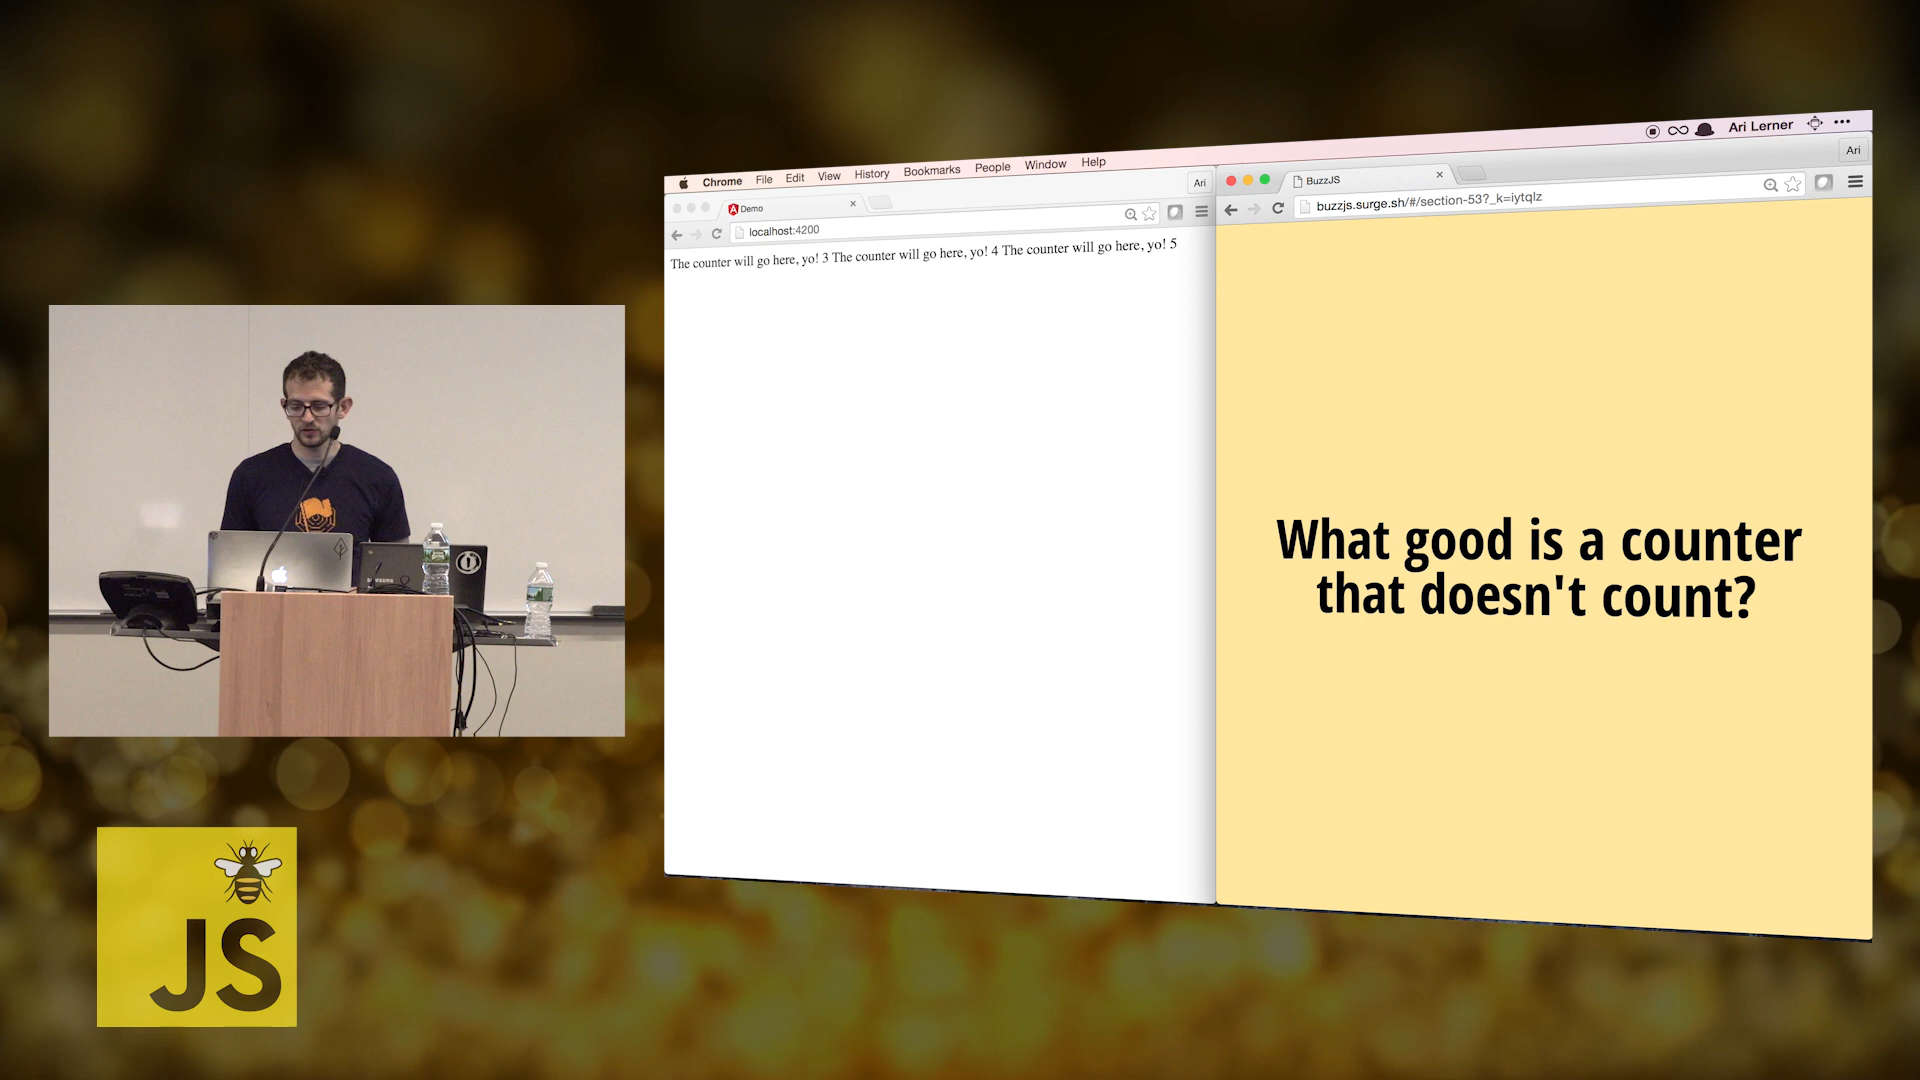 Chrome File Edit View History Bookmarks People Window Help
Ari Lerner
Demo
Ari
localhost:4200
The counter will go here, yo! 3 The counter will go here, yo! 4 The counter will go here, yo! 5
BuzzJS
Ari
buzzjs.surge.sh/#/section-53?_k=iytqlz
What good is a counter
that doesn't count?
SAMSUNG
JS